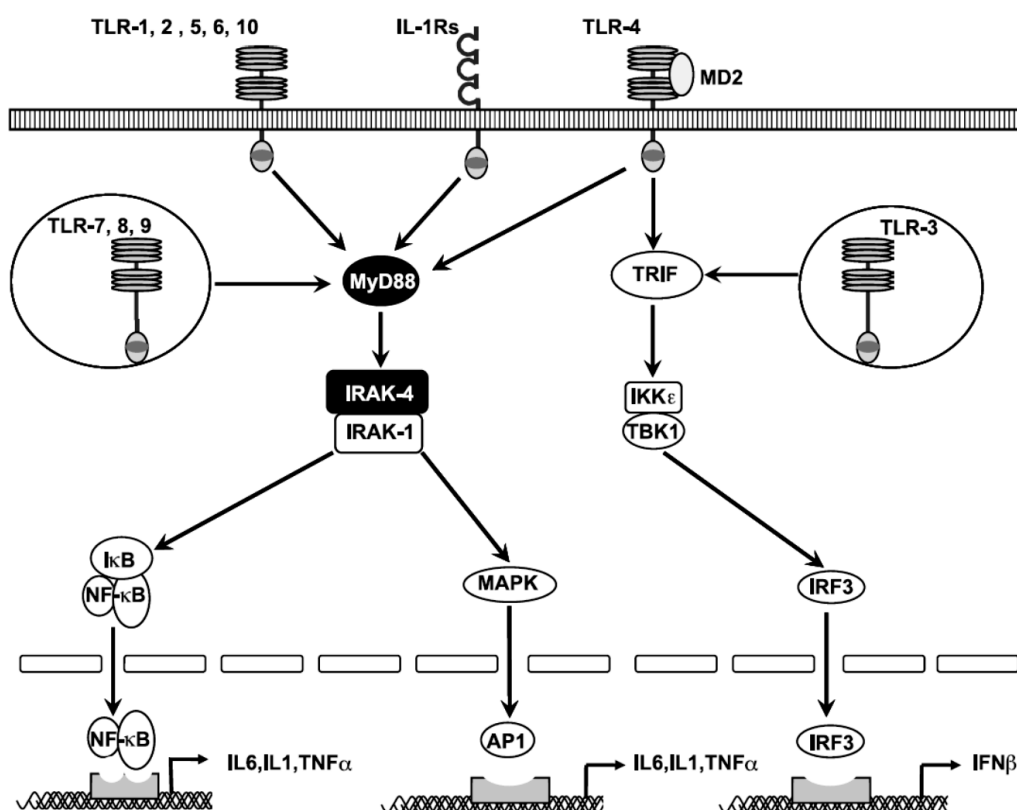 TLR-1, 2 , 5, 6, 10
IL-1Rs
TLR-4
MD2
TLR-7, 8, 9
TLR-3
MyD88
TRIF
IRAK-4
IRAK-1
IKKε
TBK1
IκB
NF-κB
MAPK
IRF3
NF-κB
AP1
IRF3
IL6,IL1,TNFα
IL6,IL1,TNFα
IFNβ